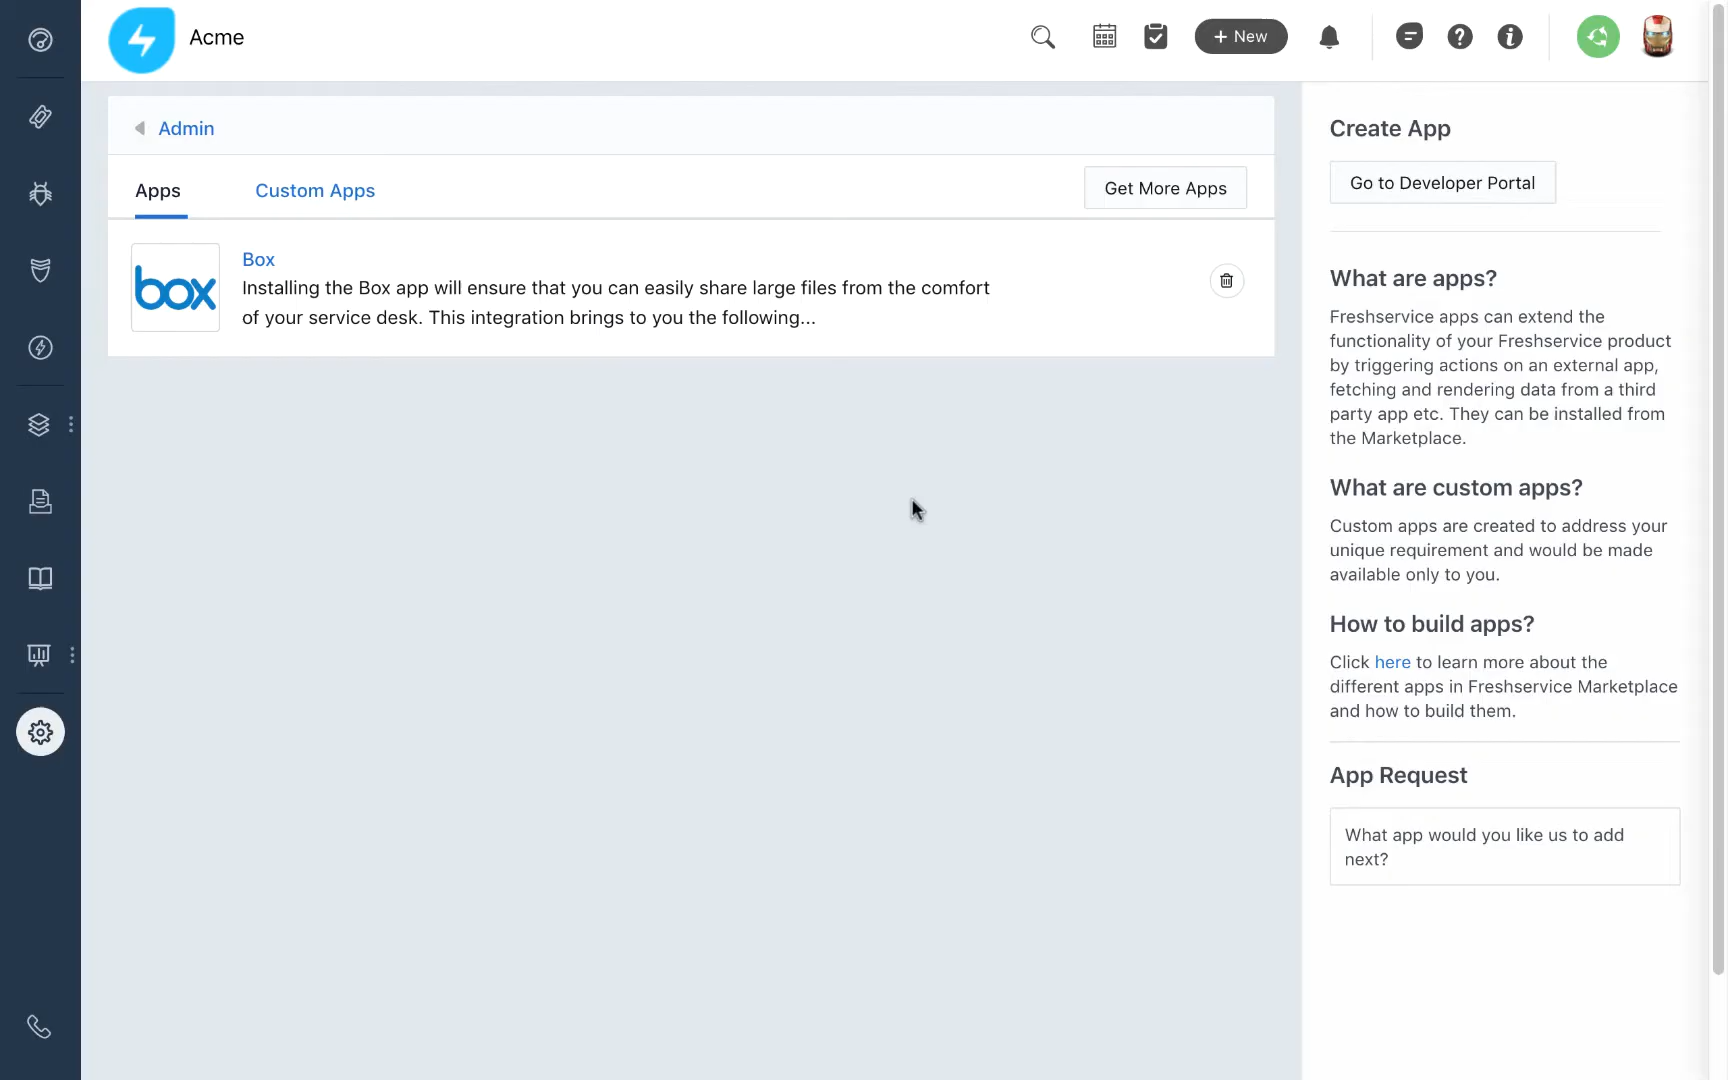 Acme
New
Admin
Apps
Custom Apps
Get More Apps
box
Box
Installing the Box app will ensure that you can easily share large files from the comfort
of your service desk. This integration brings to you the following...
Create App
Go to Developer Portal
What are apps?
Freshservice apps can extend the
functionality of your Freshservice product
by triggering actions on an external app,
fetching and rendering data from a third
party app etc. They can be installed from
the Marketplace.
What are custom apps?
Custom apps are created to address your
unique requirement and would be made
available only to you.
How to build apps?
Click here to learn more about the
different apps in Freshservice Marketplace
and how to build them.
App Request
What app would you like us to add
next?